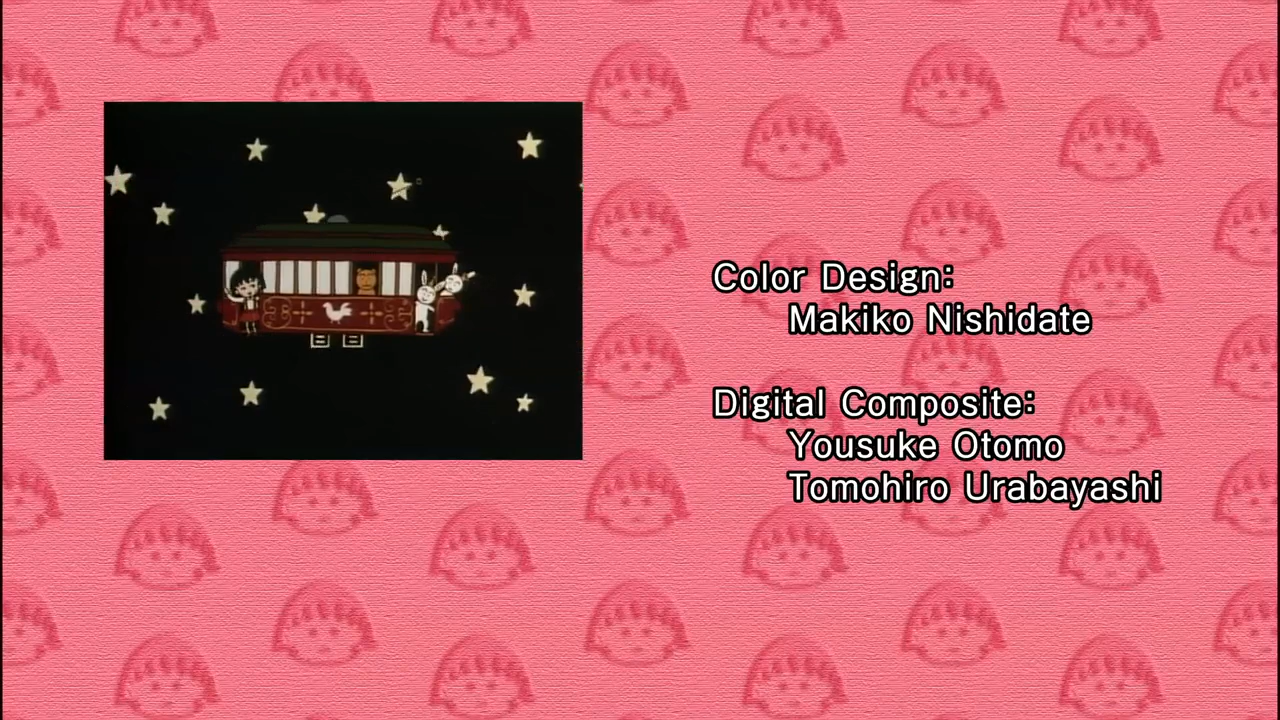 Color Design:
Makiko Nishidate
Digital Composite:
Yousuke Otomo
Tomohiro Urabayashi